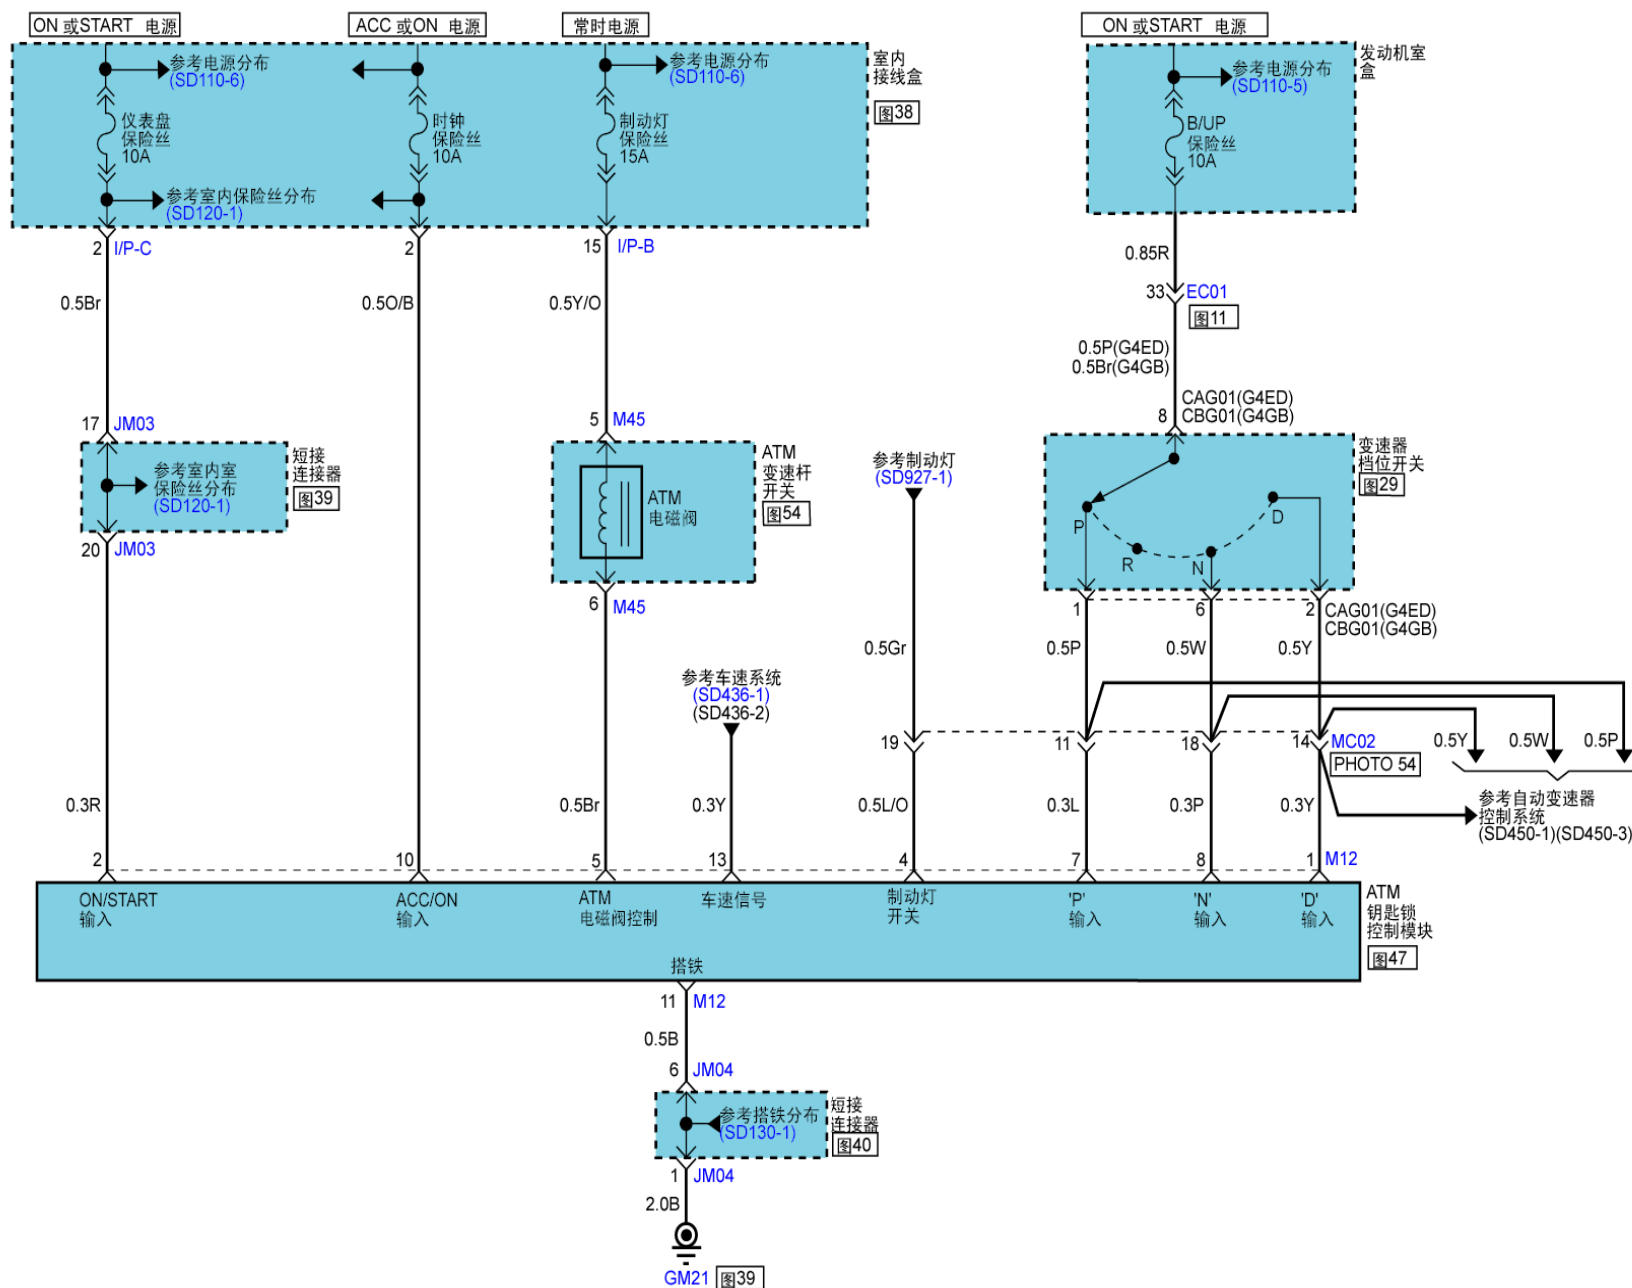 ON 或START 电源
ACC 或ON 电源
常时电源
ON 或START 电源
参考电源分布
(SD110-6)
参考电源分布
(SD110-6)
室内
接线盒
图38
参考电源分布
(SD110-5)
发动机室
盒
仪表盘
保险丝
10A
时钟
保险丝
10A
制动灯
保险丝
15A
B/UP
保险丝
10A
参考室内保险丝分布
(SD120-1)
2 I/P-C
2
15 I/P-B
0.85R
33 EC01
图11
0.5Br
0.5O/B
0.5Y/O
0.5P(G4ED)
0.5Br(G4GB)
CAG01(G4ED)
8 CBG01(G4GB)
17 JM03
5 M45
参考室内室
保险丝分布
(SD120-1)
短接
连接器
图39
20 JM03
ATM
电磁阀
ATM
变速杆
开关
图54
6 M45
参考制动灯
(SD927-1)
变速器
档位开关
图29
P
R
N
D
1
6
2
CAG01(G4ED)
CBG01(G4GB)
0.5Gr
0.5P
0.5W
0.5Y
参考车速系统
(SD436-1)
(SD436-2)
19
11
18
14 MC02
PHOTO 54
0.5Y
0.5W
0.5P
参考自动变速器
控制系统
(SD450-1)(SD450-3)
0.3R
0.5Br
0.3Y
0.5L/O
0.3L
0.3P
0.3Y
2
10
5
13
4
7
8
1 M12
ON/START
输入
ACC/ON
输入
ATM
电磁阀控制
车速信号
制动灯
开关
'P'
输入
'N'
输入
'D'
输入
ATM
钥匙锁
控制模块
图47
搭铁
11 M12
0.5B
6 JM04
参考搭铁分布
(SD130-1)
短接
连接器
图40
1 JM04
2.0B
GM21 图39